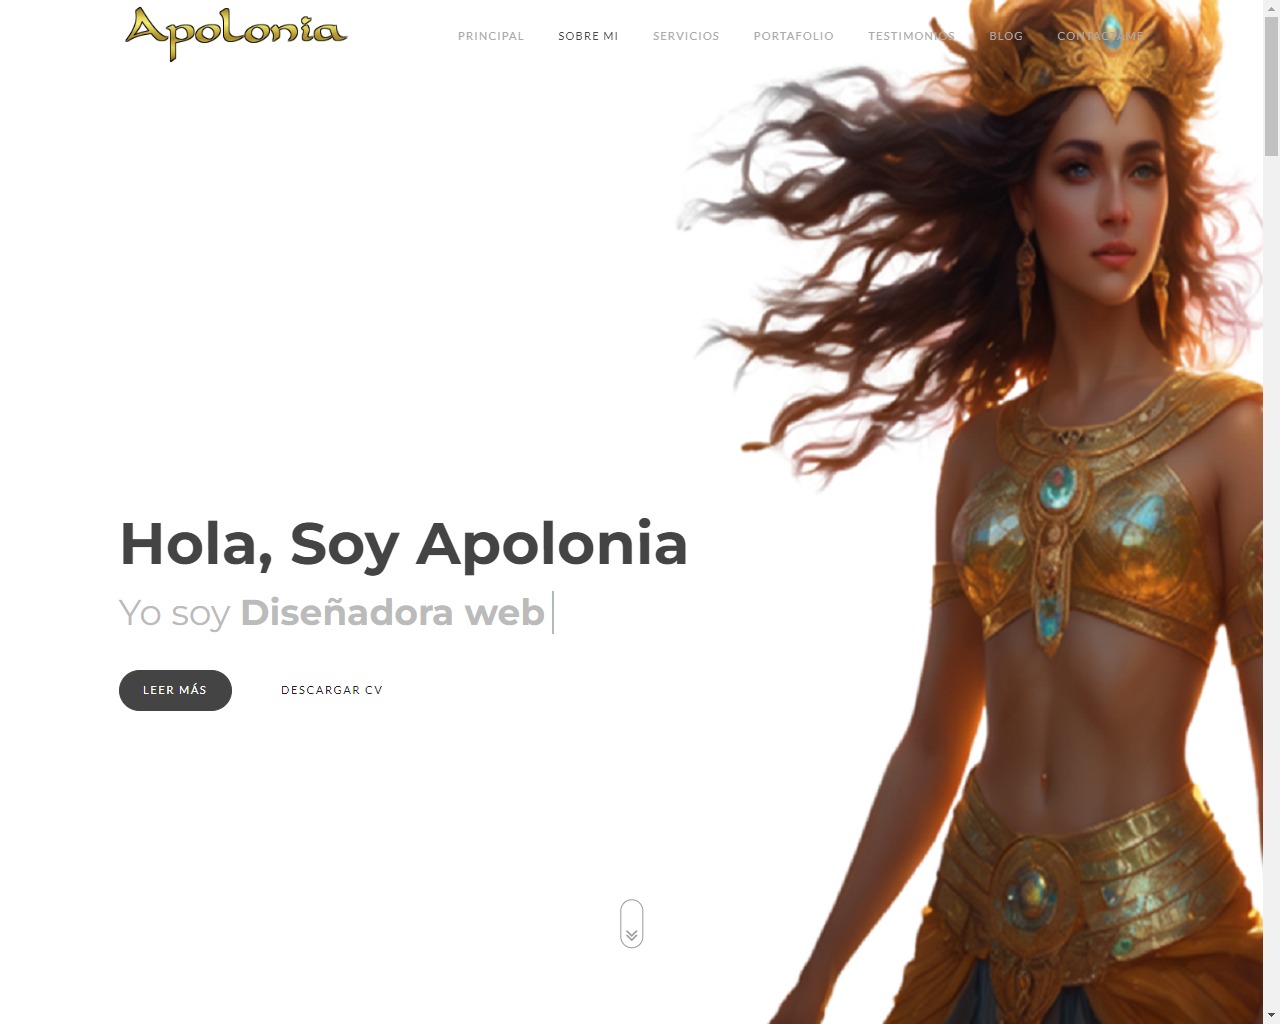 Apolonia
PRINCIPAL SOBRE MI SERVICIOS PORTAFOLIO TESTIMONIOS BLOG CONTACTAME
Hola, Soy Apolonia
Yo soy Diseñadora web
LEER MÁS DESCARGAR CV